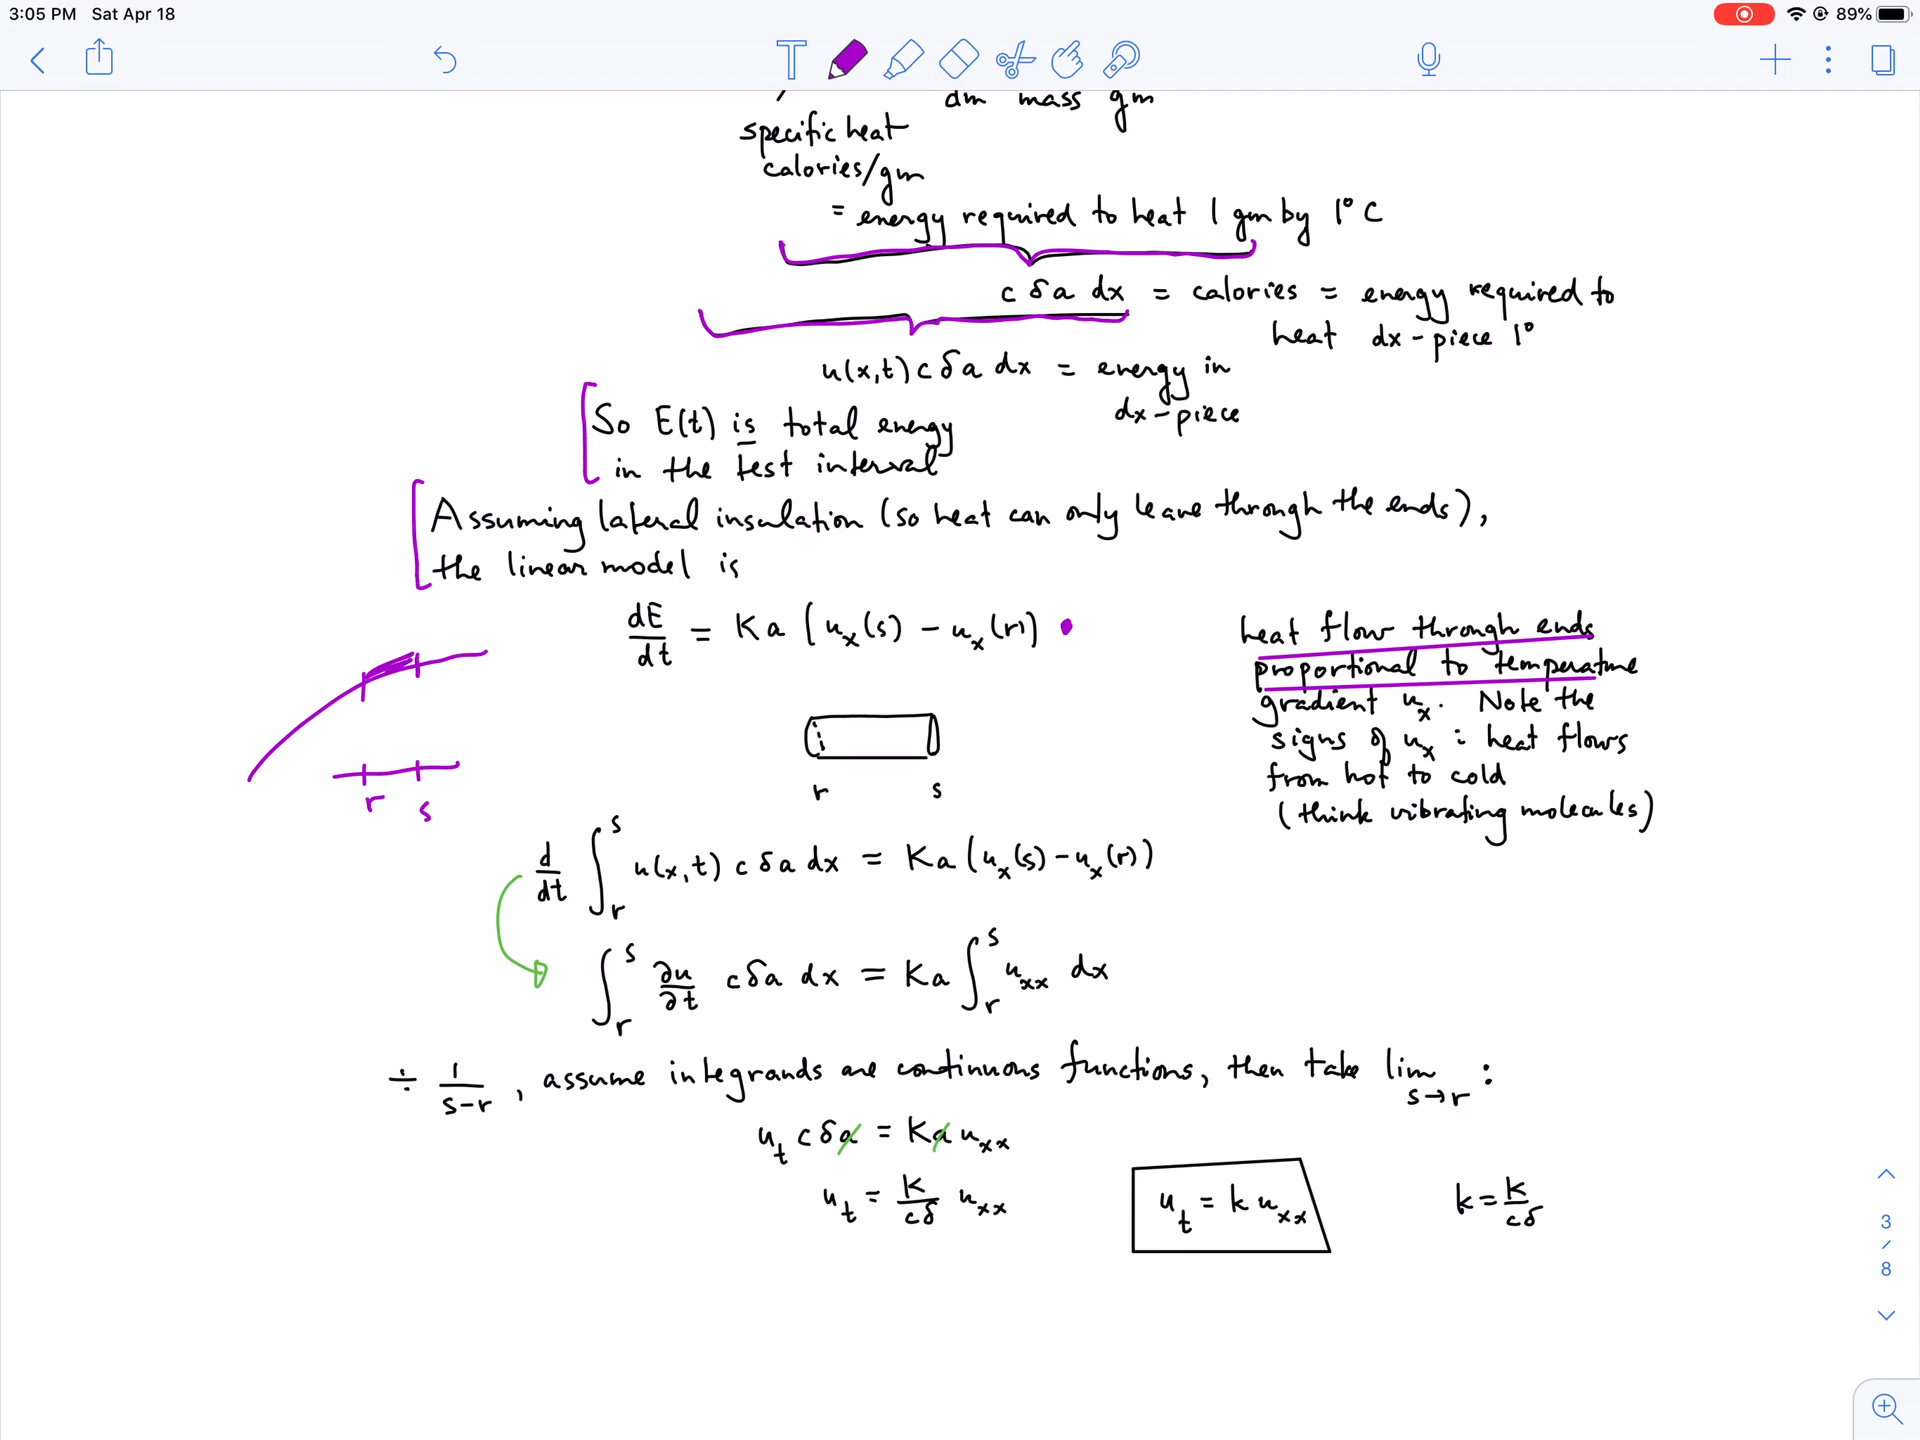 3:05 PM Sat Apr 18
89%
dm mass gm
specific heat
calories/gm
= energy required to heat 1 gm by 1° C
c δa dx = calories = energy required to
heat dx-piece 1°
u(x,t) c δ a dx = energy in
dx-piece
So E(t) is total energy
in the test interval
Assuming lateral insulation (so heat can only leave through the ends),
the linear model is
dE/dt = Ka (u_x(s) - u_x(r))
heat flow through ends
proportional to temperature
gradient u_x. Note the
signs of u_x : heat flows
from hot to cold
(think vibrating molecules)
r s
r s
d/dt ∫_r^s u(x,t) c δ a dx = Ka (u_x(s) - u_x(r))
∫_r^s ∂u/∂t cδa dx = Ka ∫_r^s u_xx dx
÷ 1/(s-r), assume integrands are continuous functions, then take lim_{s→r} :
u_t c δ a = K a u_xx
u_t = K/(cδ) u_xx
u_t = k u_xx
k = K/(cδ)
3
/
8